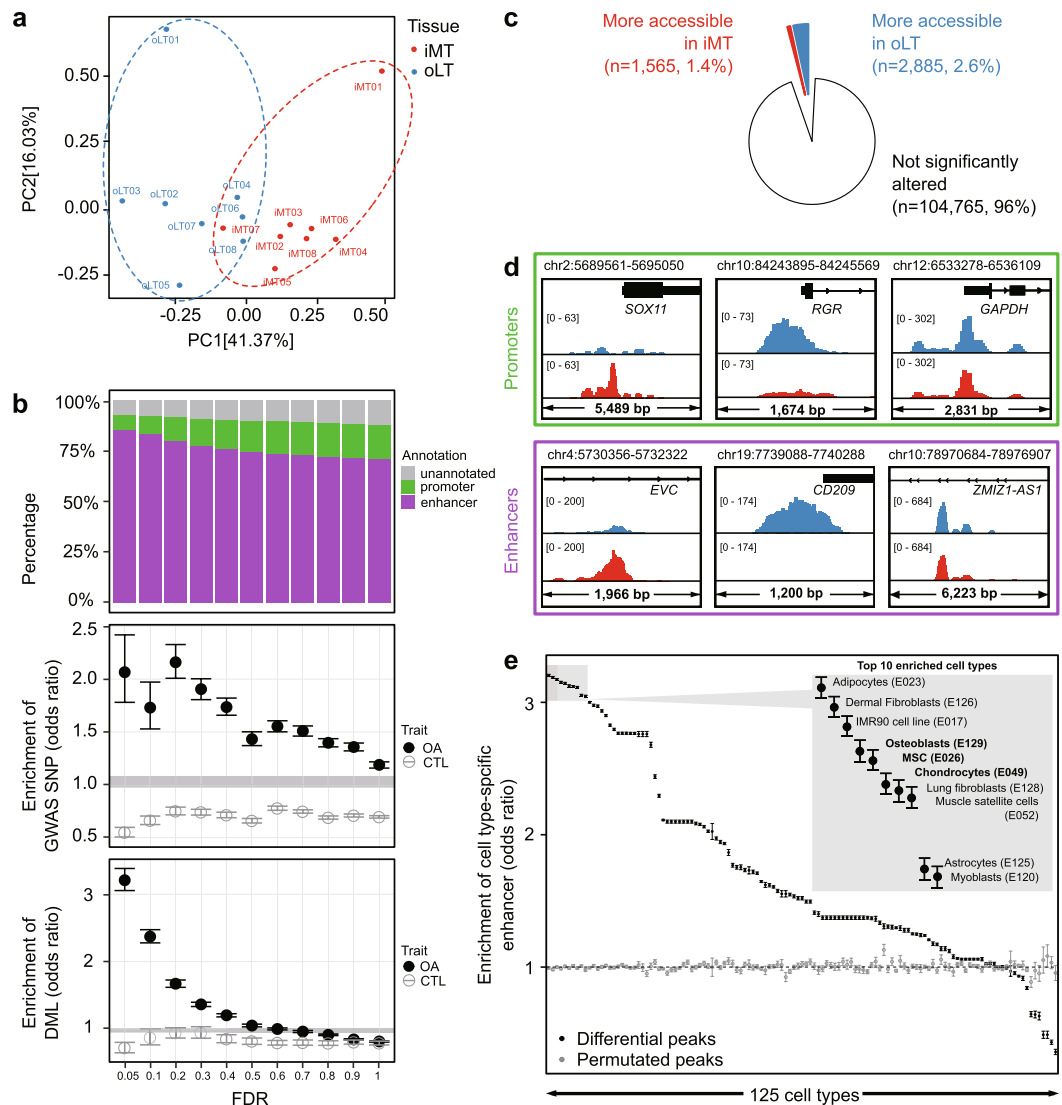 a
Tissue
iMT
oLT
PC2[16.03%]
0.50
0.25
0.00
-0.25
oLT01
iMT01
oLT03
oLT02
oLT04
oLT06
oLT07
oLT08
oLT05
iMT07
iMT03
iMT06
iMT02
iMT08
iMT04
iMT05
-0.25
0.00
0.25
0.50
PC1[41.37%]
b
Percentage
100%
75%
50%
25%
0%
Annotation
unannotated
promoter
enhancer
Enrichment of
GWAS SNP (odds ratio)
2.5
2.0
1.5
1.0
0.5
Trait
OA
CTL
Enrichment of
DML (odds ratio)
3
2
1
Trait
OA
CTL
0.05
0.1
0.2
0.3
0.4
0.5
0.6
0.7
0.8
0.9
1
FDR
c
More accessible
in iMT
(n=1,565, 1.4%)
More accessible
in oLT
(n=2,885, 2.6%)
Not significantly
altered
(n=104,765, 96%)
d
Promoters
chr2:5689561-5695050
SOX11
[0 - 63]
[0 - 63]
5,489 bp
chr10:84243895-84245569
RGR
[0 - 73]
[0 - 73]
1,674 bp
chr12:6533278-6536109
GAPDH
[0 - 302]
[0 - 302]
2,831 bp
Enhancers
chr4:5730356-5732322
EVC
[0 - 200]
[0 - 200]
1,966 bp
chr19:7739088-7740288
CD209
[0 - 174]
[0 - 174]
1,200 bp
chr10:78970684-78976907
ZMIZ1-AS1
[0 - 684]
[0 - 684]
6,223 bp
e
Enrichment of cell type-spcific
enhancer (odds ratio)
3
2
1
Top 10 enriched cell types
Adipocytes (E023)
Dermal Fibroblasts (E126)
IMR90 cell line (E017)
Osteoblasts (E129)
MSC (E026)
Chondrocytes (E049)
Lung fibroblasts (E128)
Muscle satellite cells
(E052)
Astrocytes (E125)
Myoblasts (E120)
Differential peaks
Permutated peaks
125 cell types